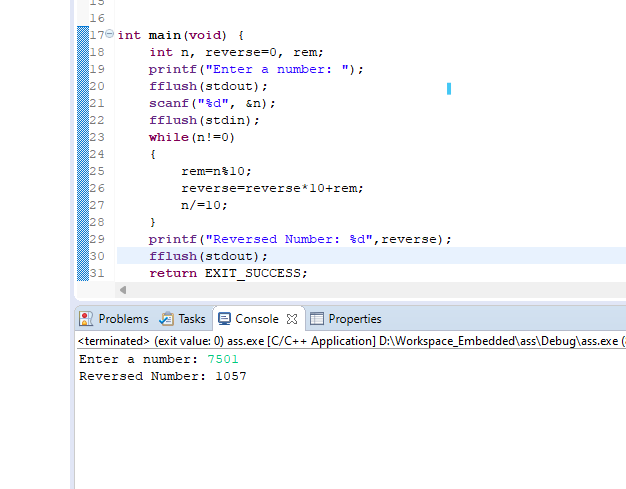 15
16
17 int main(void) {
18     int n, reverse=0, rem;
19     printf("Enter a number: ");
20     fflush(stdout);
21     scanf("%d", &n);
22     fflush(stdin);
23     while(n!=0)
24     {
25         rem=n%10;
26         reverse=reverse*10+rem;
27         n/=10;
28     }
29     printf("Reversed Number: %d",reverse);
30     fflush(stdout);
31     return EXIT_SUCCESS;
Problems Tasks Console Properties
<terminated> (exit value: 0) ass.exe [C/C++ Application] D:\Workspace_Embedded\ass\Debug\ass.exe (
Enter a number: 7501
Reversed Number: 1057